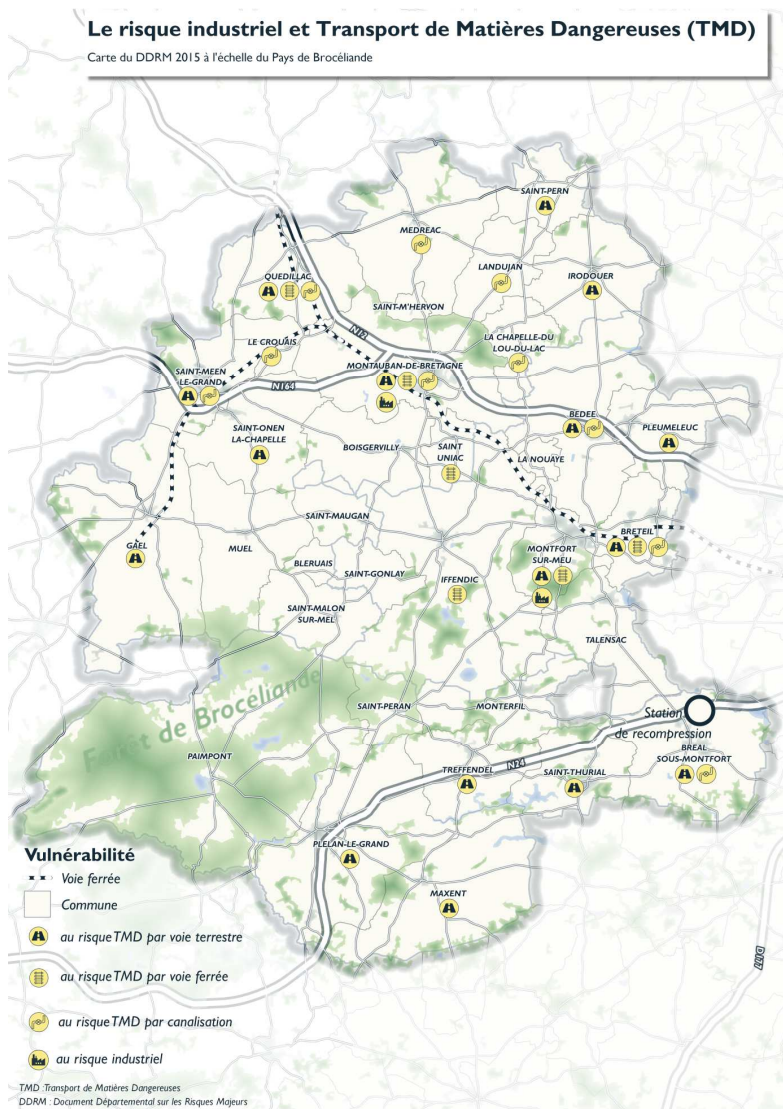 Le risque industriel et Transport de Matières Dangereuses (TMD)
Carte du DDRM 2015 à l'échelle du Pays de Brocéliande
SAINT-PERN
MEDREAC
LANDUJAN
QUEDILLAC
IRODOUER
SAINT-M'HERVON
N12
LE CROUAIS
LA CHAPELLE-DU
LOU-DU-LAC
SAINT-MEEN
LE-GRAND
MONTAUBAN-DE-BRETAGNE
N164
BEDEE
PLEUMELEUC
SAINT-ONEN
LA-CHAPELLE
BOISGERVILLY
SAINT
UNIAC
LA NOUAYE
SAINT-MAUGAN
BRETEIL
GAEL
MUEL
MONTFORT
SUR-MEU
BLERUAIS
SAINT-GONLAY
IFFENDIC
SAINT-MALON
SUR-MEL
TALENSAC
Forêt de Brocéliande
SAINT-PERAN
MONTERFIL
Station
de recompression
PAIMPONT
BREAL
SOUS-MONTFORT
N24
TREFFENDEL
SAINT-THURIAL
PLELAN-LE-GRAND
MAXENT
D177
Vulnérabilité
Voie ferrée
Commune
au risque TMD par voie terrestre
au risque TMD par voie ferrée
au risque TMD par canalisation
au risque industriel
TMD :Transport de Matières Dangereuses
DDRM : Document Départemental sur les Risques Majeurs